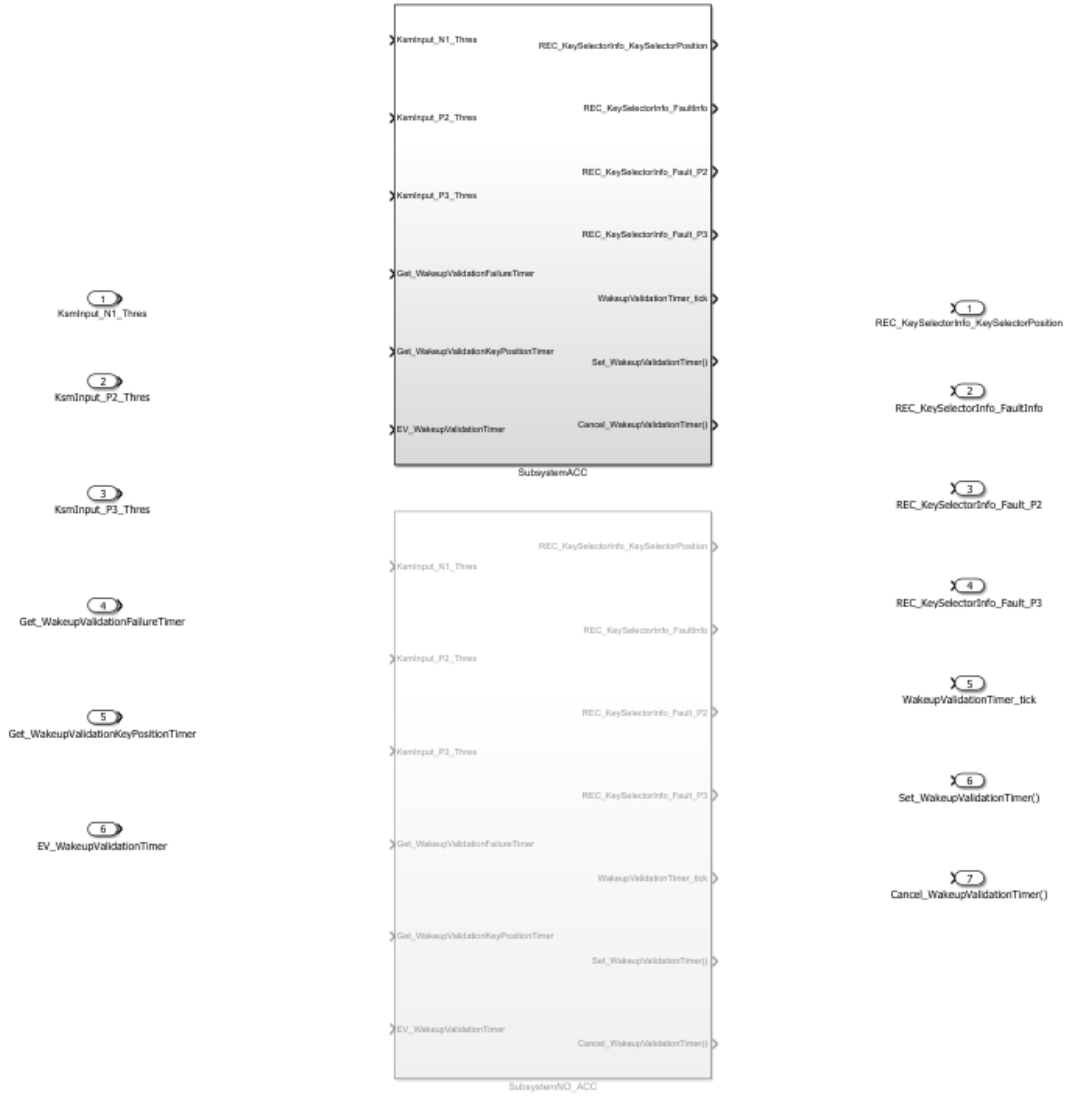 KsmInput_N1_Thres
KsmInput_P2_Thres
KsmInput_P3_Thres
Get_WakeupValidationFailureTimer
Get_WakeupValidationKeyPositionTimer
EV_WakeupValidationTimer
REC_KeySelectorInfo_KeySelectorPosition
REC_KeySelectorInfo_FaultInfo
REC_KeySelectorInfo_Fault_P2
REC_KeySelectorInfo_Fault_P3
WakeupValidationTimer_tick
Set_WakeupValidationTimer()
Cancel_WakeupValidationTimer()
SubsystemACC
1
KsmInput_N1_Thres
2
KsmInput_P2_Thres
3
KsmInput_P3_Thres
4
Get_WakeupValidationFailureTimer
5
Get_WakeupValidationKeyPositionTimer
6
EV_WakeupValidationTimer
KsmInput_N1_Thres
KsmInput_P2_Thres
KsmInput_P3_Thres
Get_WakeupValidationFailureTimer
Get_WakeupValidationKeyPositionTimer
EV_WakeupValidationTimer
REC_KeySelectorInfo_KeySelectorPosition
REC_KeySelectorInfo_FaultInfo
REC_KeySelectorInfo_Fault_P2
REC_KeySelectorInfo_Fault_P3
WakeupValidationTimer_tick
Set_WakeupValidationTimer()
Cancel_WakeupValidationTimer()
SubsystemNO_ACC
1
REC_KeySelectorInfo_KeySelectorPosition
2
REC_KeySelectorInfo_FaultInfo
3
REC_KeySelectorInfo_Fault_P2
4
REC_KeySelectorInfo_Fault_P3
5
WakeupValidationTimer_tick
6
Set_WakeupValidationTimer()
7
Cancel_WakeupValidationTimer()